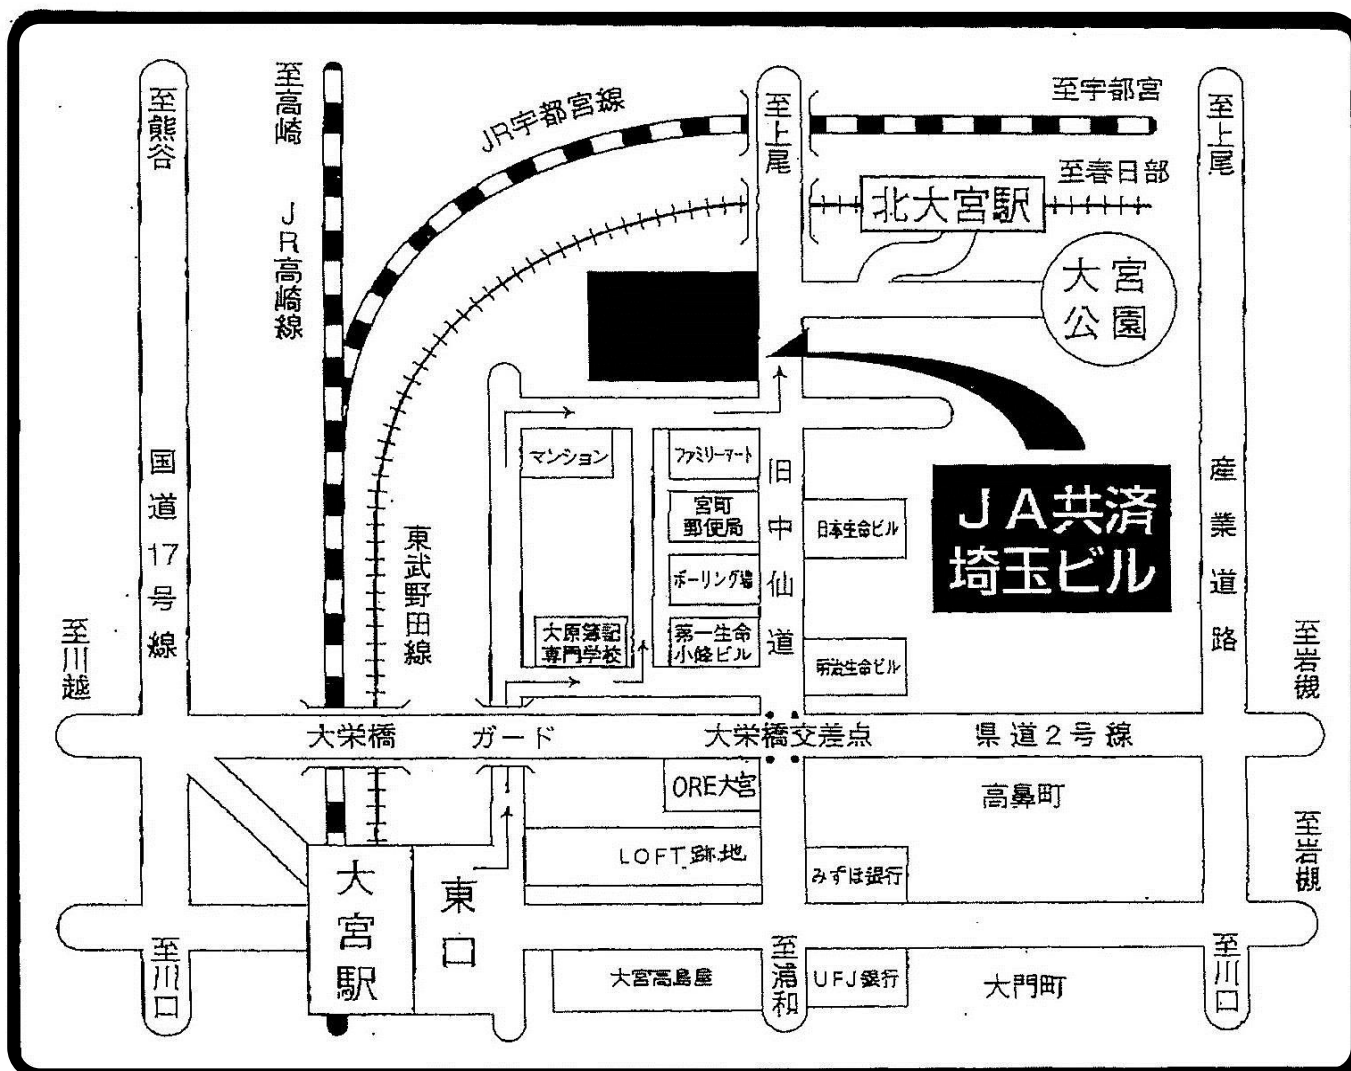 至熊谷
至高崎
JR高崎線
JR宇都宮線
至上尾
至宇都宮
至春日部
北大宮駅
至上尾
大宮
公園
国道17号線
東武野田線
マンション
ファミリーマート
宮町
郵便局
ボーリング場
大原簿記
専門学校
第一生命
小峰ビル
旧中仙道
日本生命ビル
明治生命ビル
JA共済
埼玉ビル
産業道路
至川越
至岩槻
大栄橋
ガード
大栄橋交差点
県道2号線
ORE大宮
高鼻町
LOFT跡地
みずほ銀行
至岩槻
大宮駅
東口
至川口
大宮高島屋
至浦和
UFJ銀行
大門町
至川口